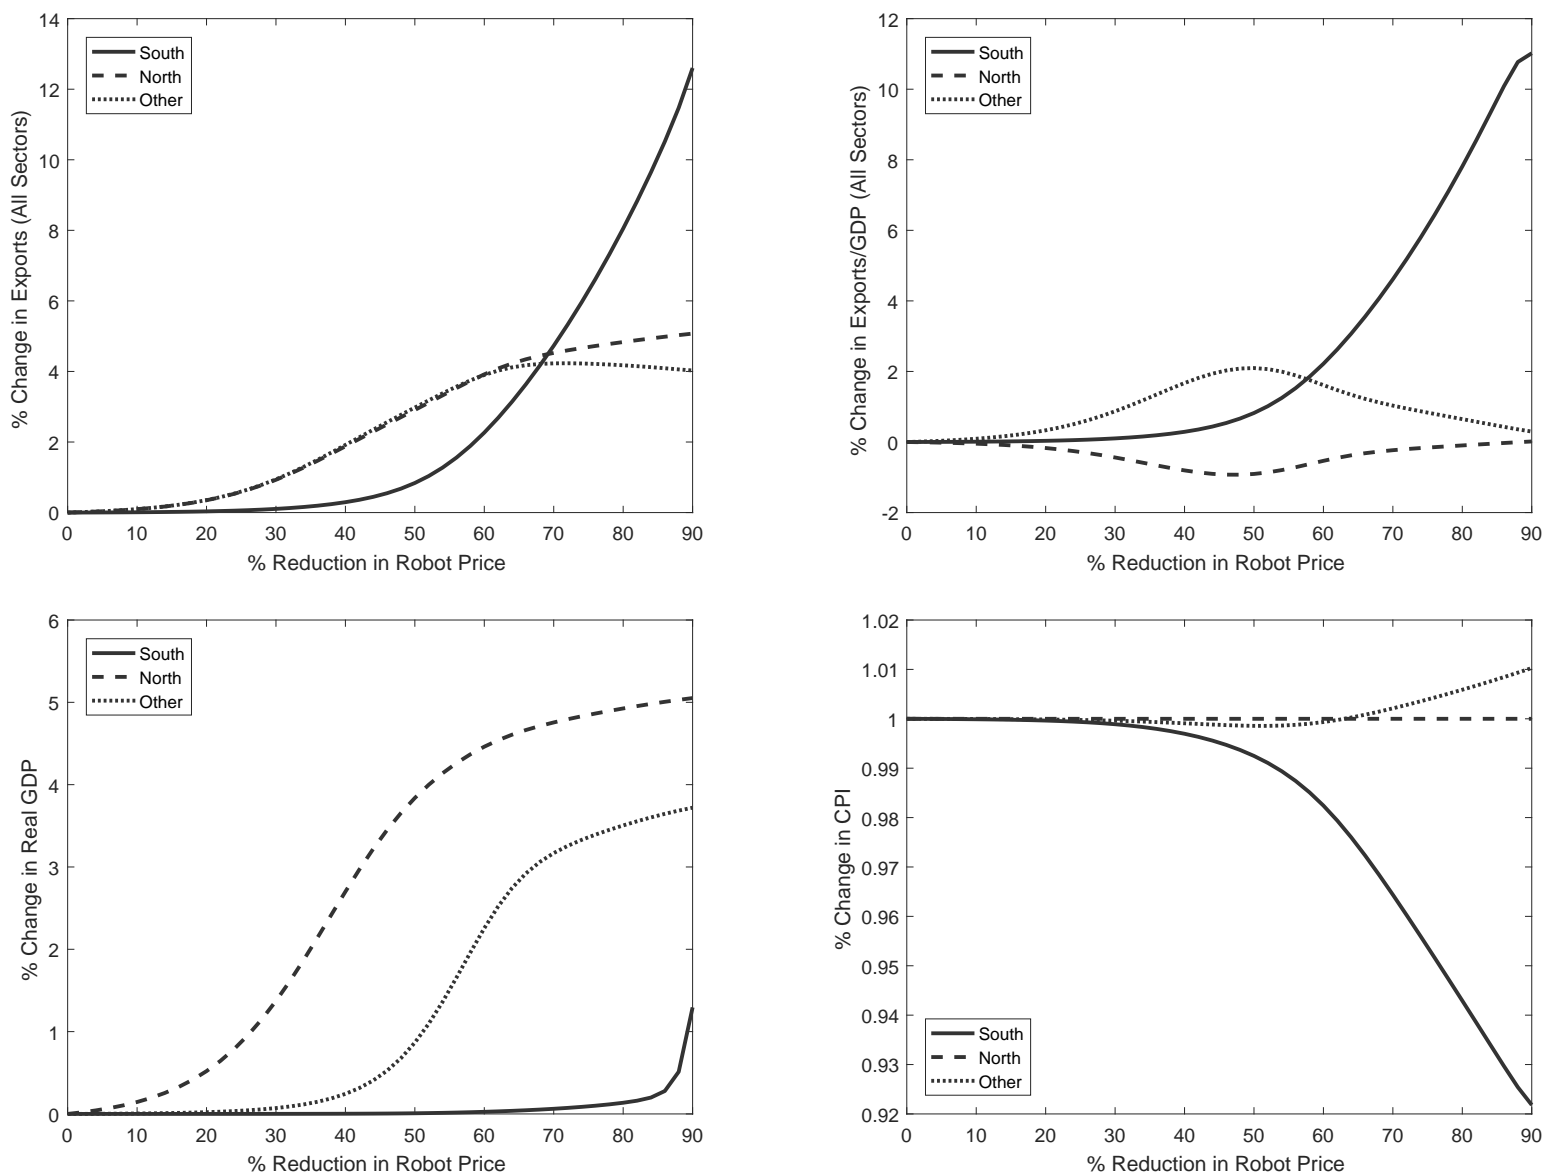 % Change in Exports (All Sectors)
14
12
10
8
6
4
2
0
South
North
Other
0 10 20 30 40 50 60 70 80 90
% Reduction in Robot Price
% Change in Exports/GDP (All Sectors)
12
10
8
6
4
2
0
-2
South
North
Other
0 10 20 30 40 50 60 70 80 90
% Reduction in Robot Price
% Change in Real GDP
6
5
4
3
2
1
0
South
North
Other
0 10 20 30 40 50 60 70 80 90
% Reduction in Robot Price
% Change in CPI
1.02
1.01
1
0.99
0.98
0.97
0.96
0.95
0.94
0.93
0.92
South
North
Other
0 10 20 30 40 50 60 70 80 90
% Reduction in Robot Price